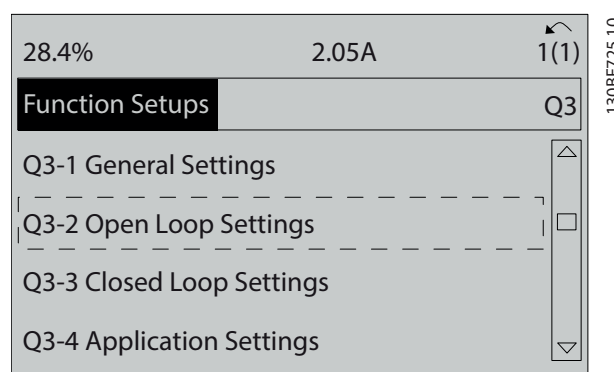 28.4% 2.05A 1(1)
Function Setups Q3
Q3-1 General Settings
Q3-2 Open Loop Settings
Q3-3 Closed Loop Settings
Q3-4 Application Settings
130BF725.10